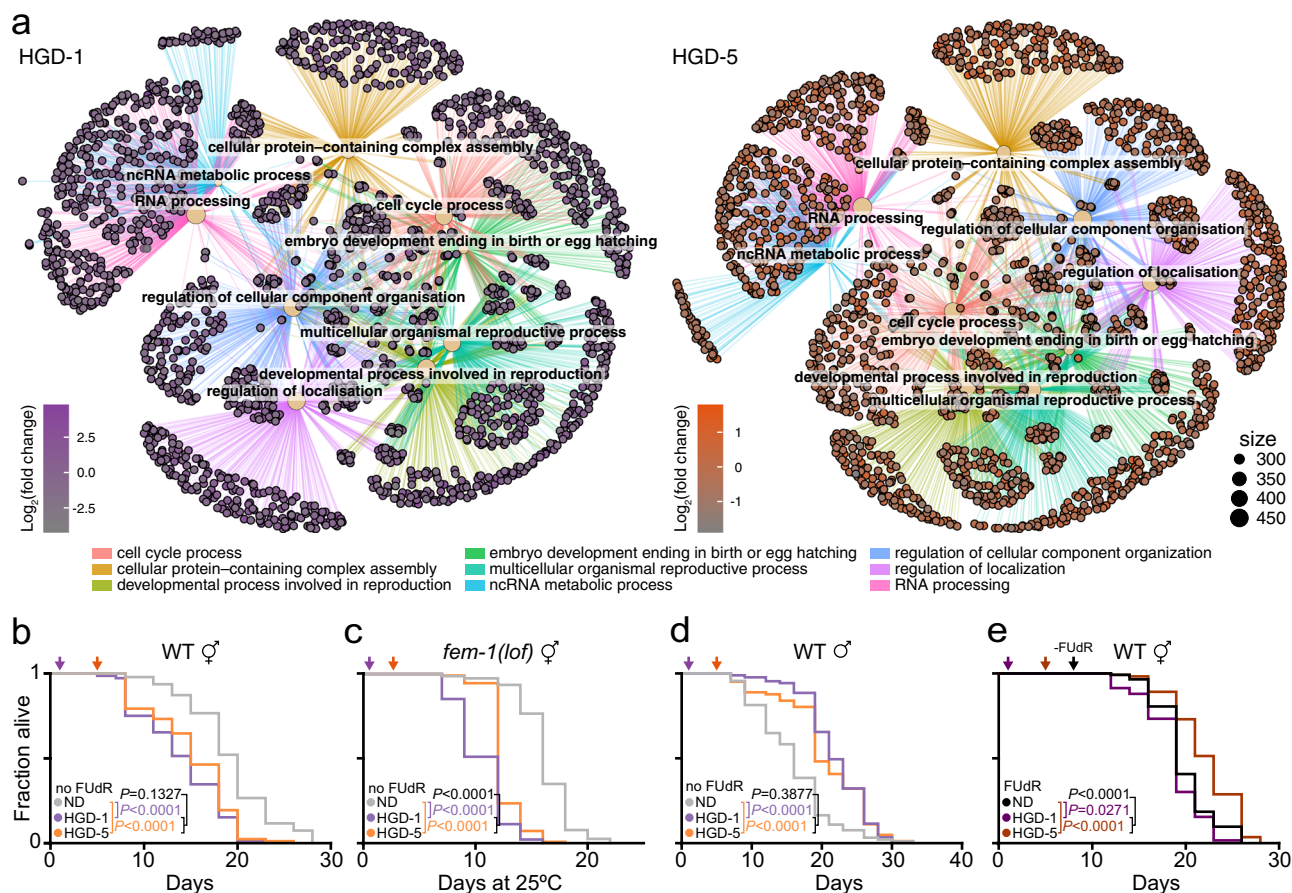 a
HGD-1
HGD-5
cellular protein–containing complex assembly
ncRNA metabolic process
RNA processing
cell cycle process
embryo development ending in birth or egg hatching
regulation of cellular component organisation
multicellular organismal reproductive process
developmental process involved in reproduction
regulation of localisation
Log2(fold change)
2.5
0.0
-2.5
cellular protein–containing complex assembly
RNA processing
regulation of cellular component organisation
ncRNA metabolic process
regulation of localisation
cell cycle process
embryo development ending in birth or egg hatching
developmental process involved in reproduction
multicellular organismal reproductive process
Log2(fold change)
1
0
-1
size
300
350
400
450
cell cycle process
cellular protein–containing complex assembly
developmental process involved in reproduction
embryo development ending in birth or egg hatching
multicellular organismal reproductive process
ncRNA metabolic process
regulation of cellular component organization
regulation of localization
RNA processing
b
WT ⚥
Fraction alive
1
0
no FUdR
ND
HGD-1
HGD-5
P=0.1327
P<0.0001
P<0.0001
0 10 20 30
Days
c
fem-1(lof) ⚥
no FUdR
ND
HGD-1
HGD-5
P<0.0001
P<0.0001
P<0.0001
0 10 20
Days at 25ºC
d
WT ♂
no FUdR
ND
HGD-1
HGD-5
P=0.3877
P<0.0001
P<0.0001
0 10 20 30 40
Days
e
-FUdR
WT ⚥
FUdR
ND
HGD-1
HGD-5
P<0.0001
P=0.0271
P<0.0001
0 10 20 30
Days